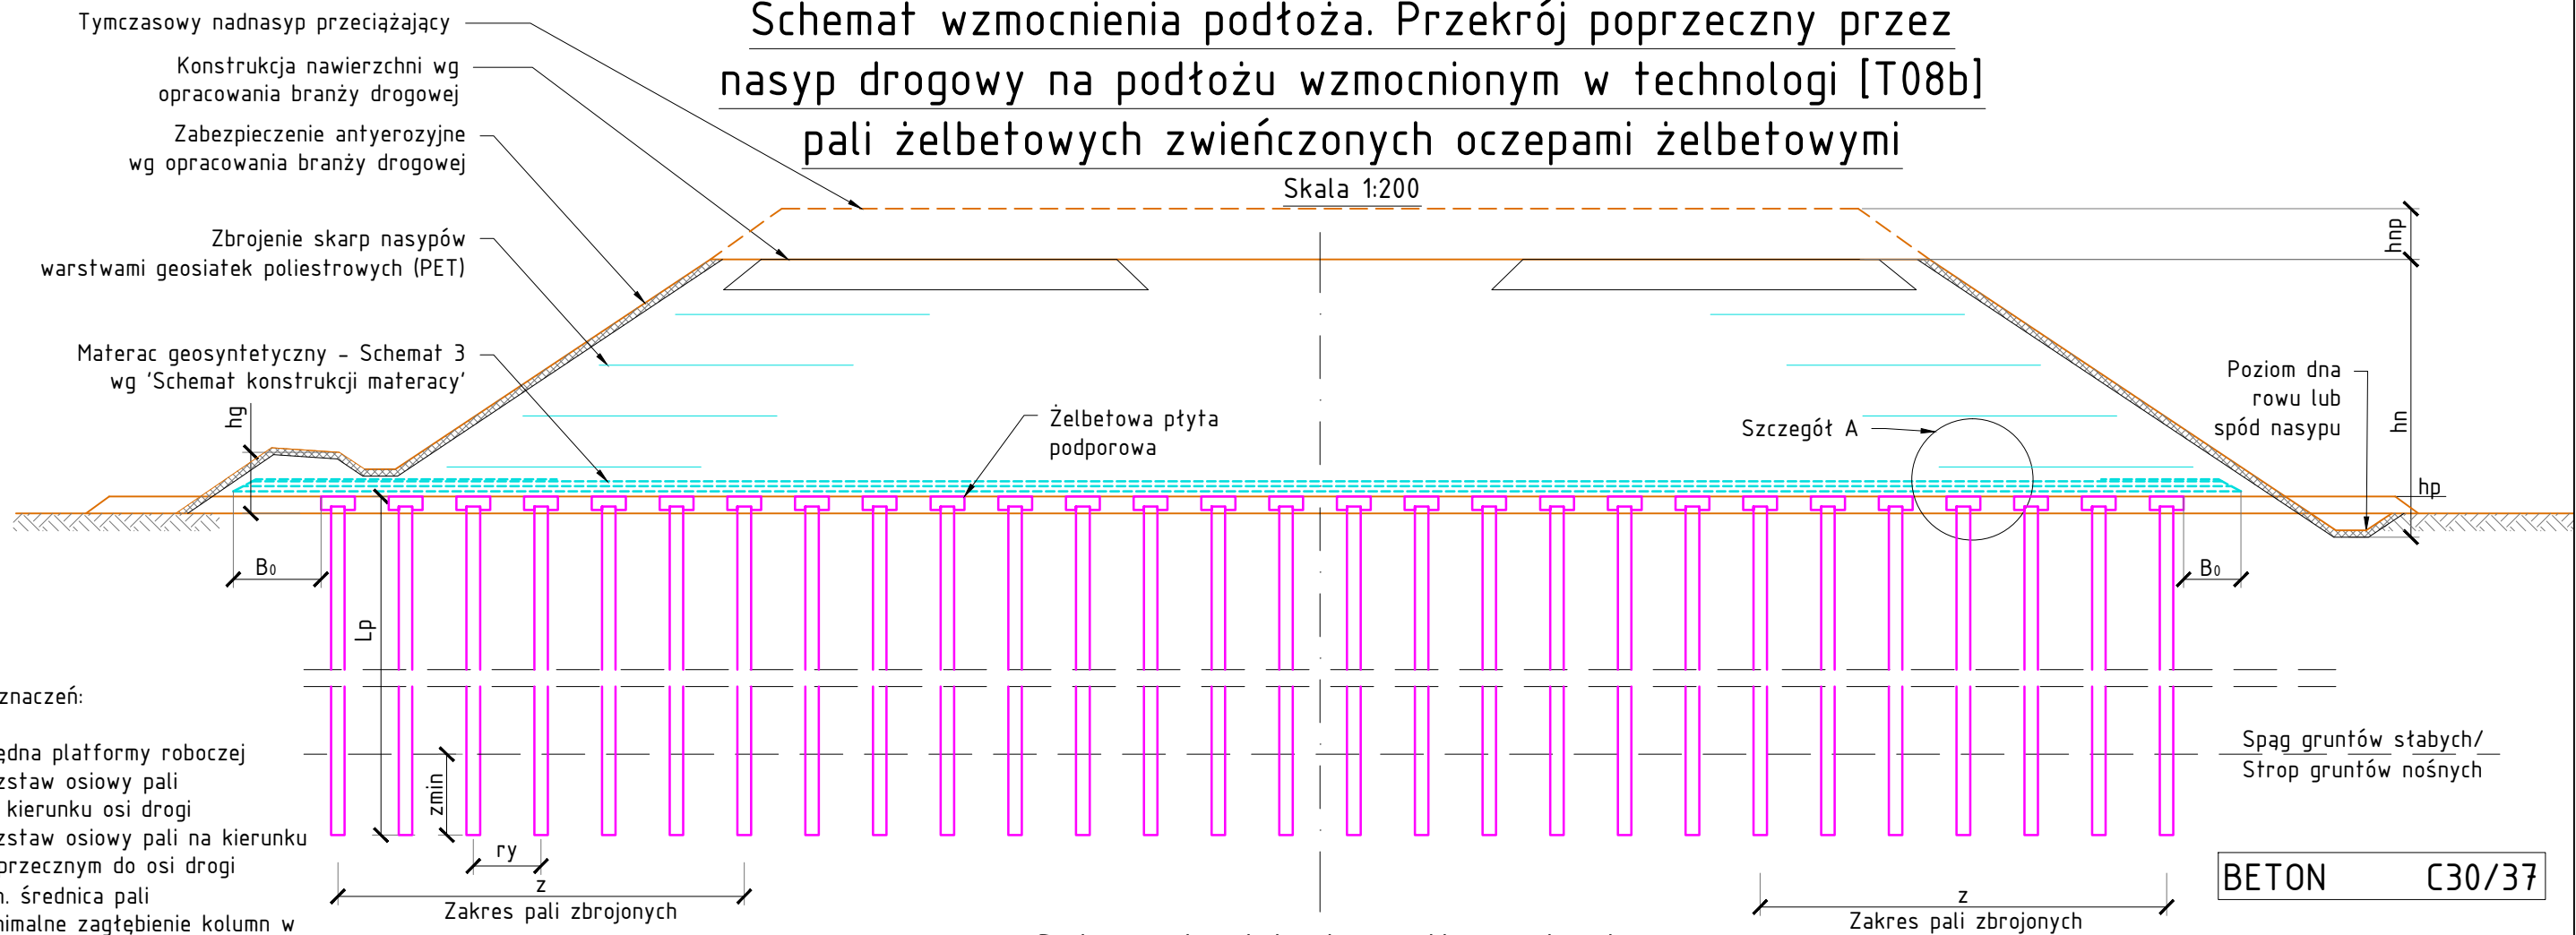 Schemat wzmocnienia podłoża. Przekrój poprzeczny przez
nasyp drogowy na podłożu wzmocnionym w technologi [T08b]
pali żelbetowych zwieńczonych oczepami żelbetowymi
Skala 1:200
Tymczasowy nadnasyp przeciążający
Konstrukcja nawierzchni wg
opracowania branży drogowej
Zabezpieczenie antyerozyjne
wg opracowania branży drogowej
Zbrojenie skarp nasypów
warstwami geosiatek poliestrowych (PET)
Materac geosyntetyczny - Schemat 3
wg 'Schemat konstrukcji materacy'
hg
Żelbetowa płyta
podporowa
Szczegół A
Poziom dna
rowu lub
spód nasypu
hnp
hn
hp
B0
B0
Lp
zmin
ry
z
Zakres pali zbrojonych
z
Zakres pali zbrojonych
Spąg gruntów słabych/
Strop gruntów nośnych
BETON C30/37
znaczeń:
ędna platformy roboczej
zstaw osiowy pali
kierunku osi drogi
zstaw osiowy pali na kierunku
przecznym do osi drogi
. średnica pali
nimalne zagłębienie kolumn w